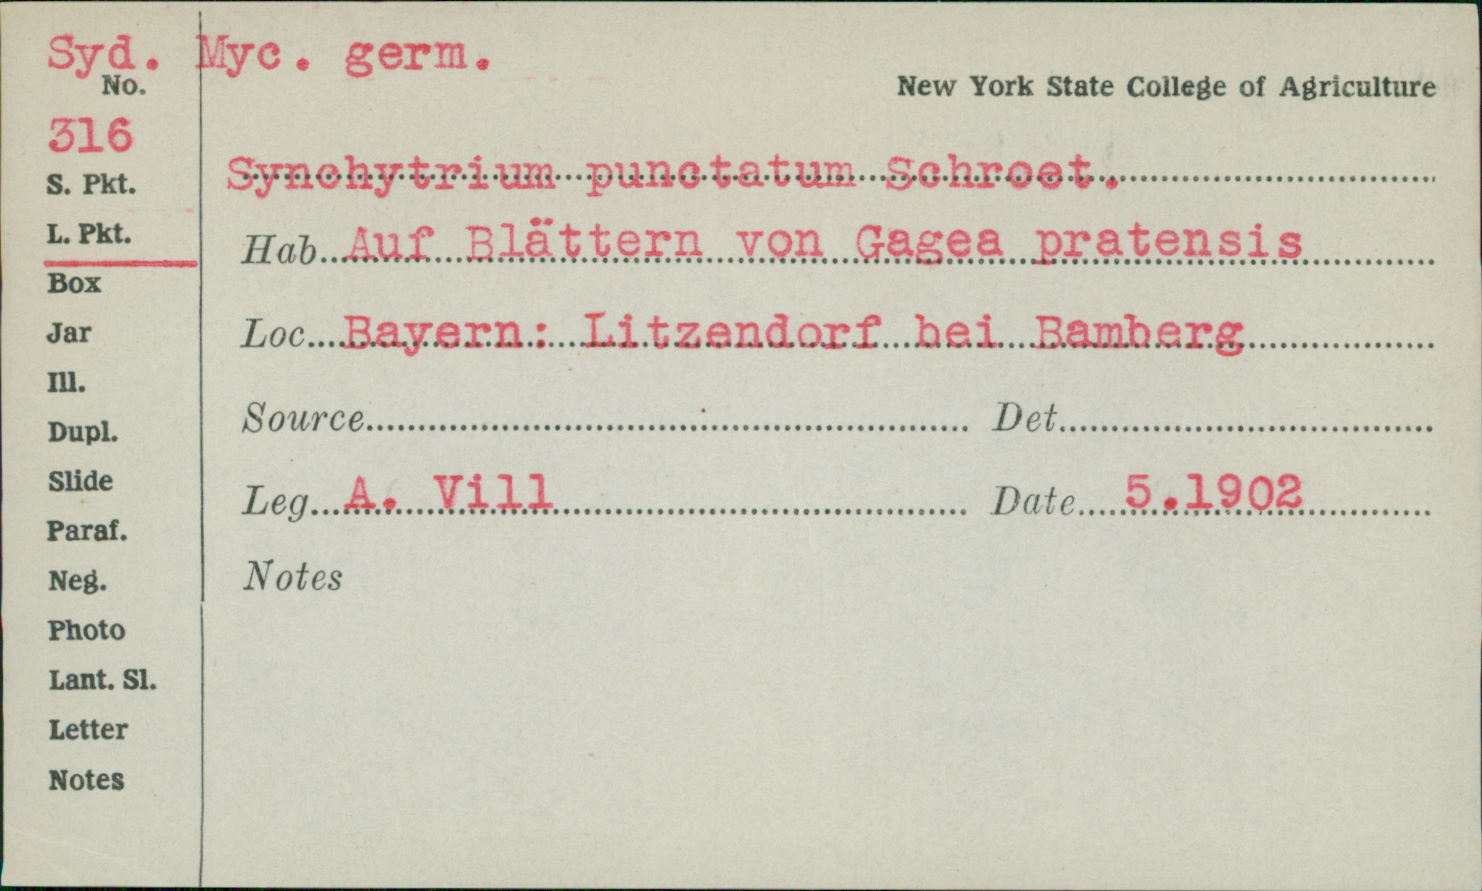 Syd. Myc. germ.
No.
New York State College of Agriculture
316
Synchytrium punctatum Schroet.
S. Pkt.
L. Pkt.
Hab. Auf Blättern von Gagea pratensis
Box
Jar
Loc. Bayern: Litzendorf bei Bamberg
Ill.
Dupl.
Source Det.
Slide
Leg. A. Vill Date 5.1902
Paraf.
Neg.
Notes
Photo
Lant. Sl.
Letter
Notes